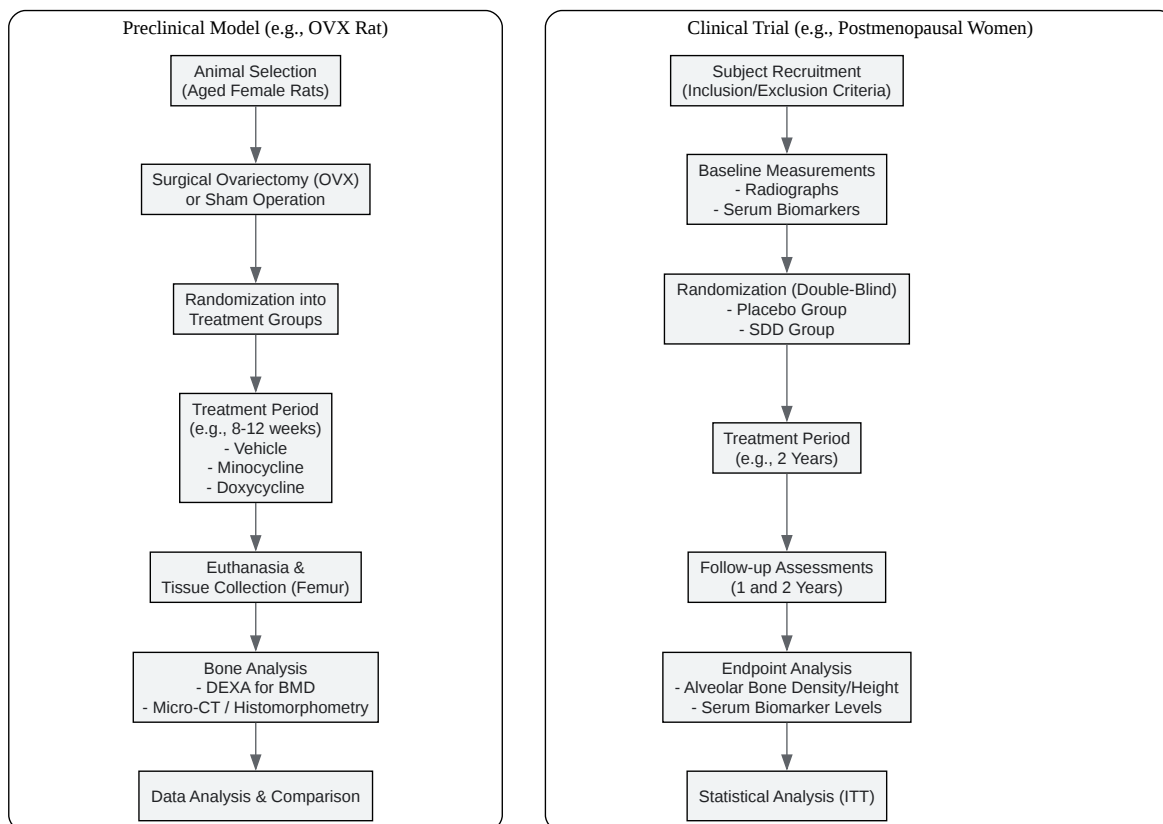 Preclinical Model (e.g., OVX Rat)
Animal Selection
(Aged Female Rats)
Surgical Ovariectomy (OVX)
or Sham Operation
Randomization into
Treatment Groups
Treatment Period
(e.g., 8-12 weeks)
- Vehicle
- Minocycline
- Doxycycline
Euthanasia &
Tissue Collection (Femur)
Bone Analysis
- DEXA for BMD
- Micro-CT / Histomorphometry
Data Analysis & Comparison
Clinical Trial (e.g., Postmenopausal Women)
Subject Recruitment
(Inclusion/Exclusion Criteria)
Baseline Measurements
- Radiographs
- Serum Biomarkers
Randomization (Double-Blind)
- Placebo Group
- SDD Group
Treatment Period
(e.g., 2 Years)
Follow-up Assessments
(1 and 2 Years)
Endpoint Analysis
- Alveolar Bone Density/Height
- Serum Biomarker Levels
Statistical Analysis (ITT)